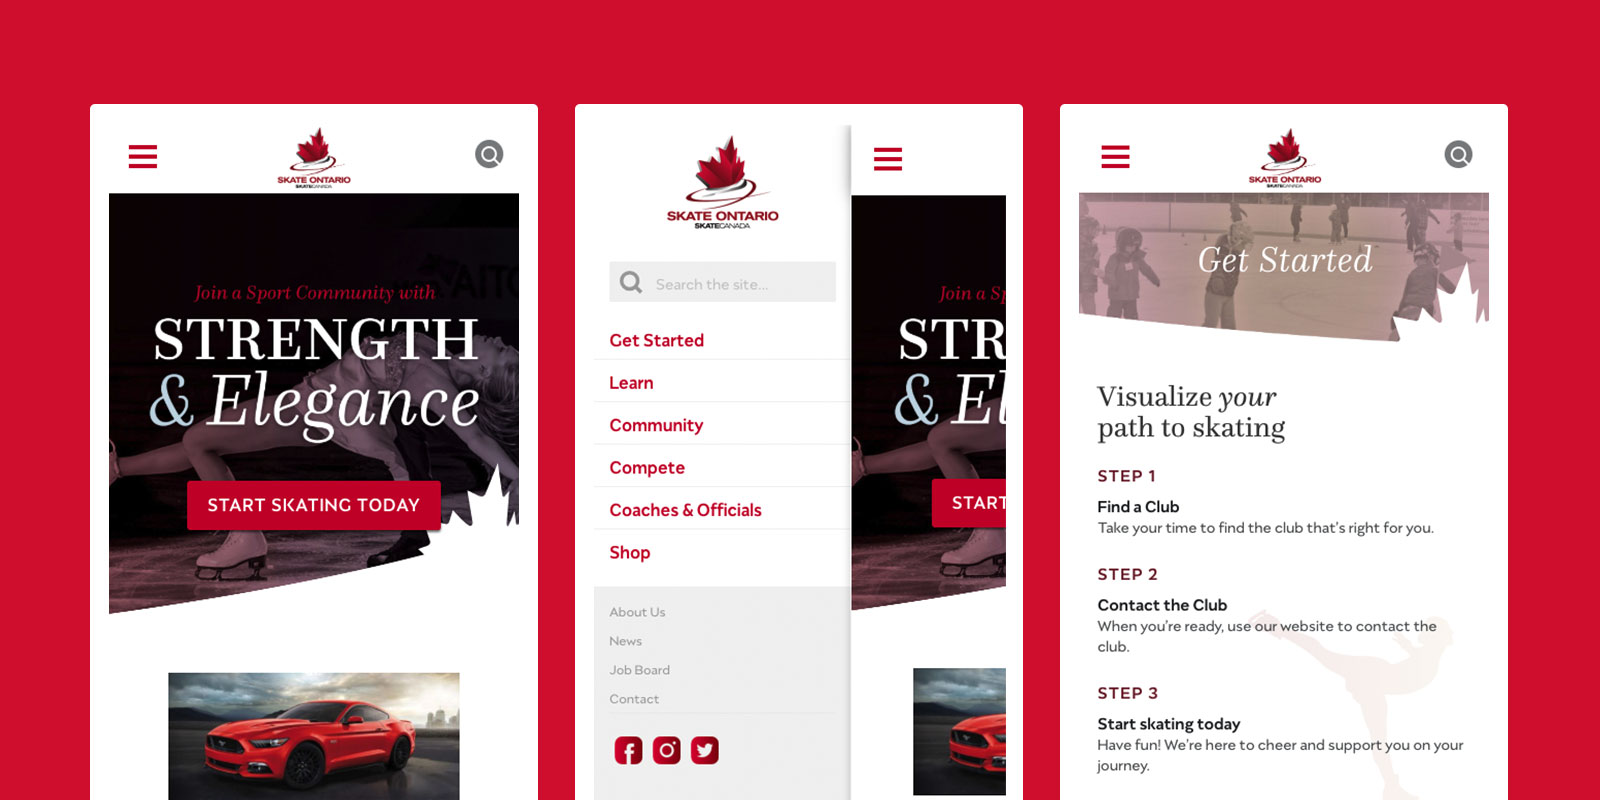 SKATE ONTARIO
SKATECANADA
Join a Sport Community with
STRENGTH
& Elegance
START SKATING TODAY
SKATE ONTARIO
SKATECANADA
Search the site...
Get Started
Learn
Community
Compete
Coaches & Officials
Shop
About Us
News
Job Board
Contact
Join a Sp
STR
& El
START
SKATE ONTARIO
SKATECANADA
Get Started
Visualize your
path to skating
STEP 1
Find a Club
Take your time to find the club that's right for you.
STEP 2
Contact the Club
When you're ready, use our website to contact the
club.
STEP 3
Start skating today
Have fun! We're here to cheer and support you on your
journey.